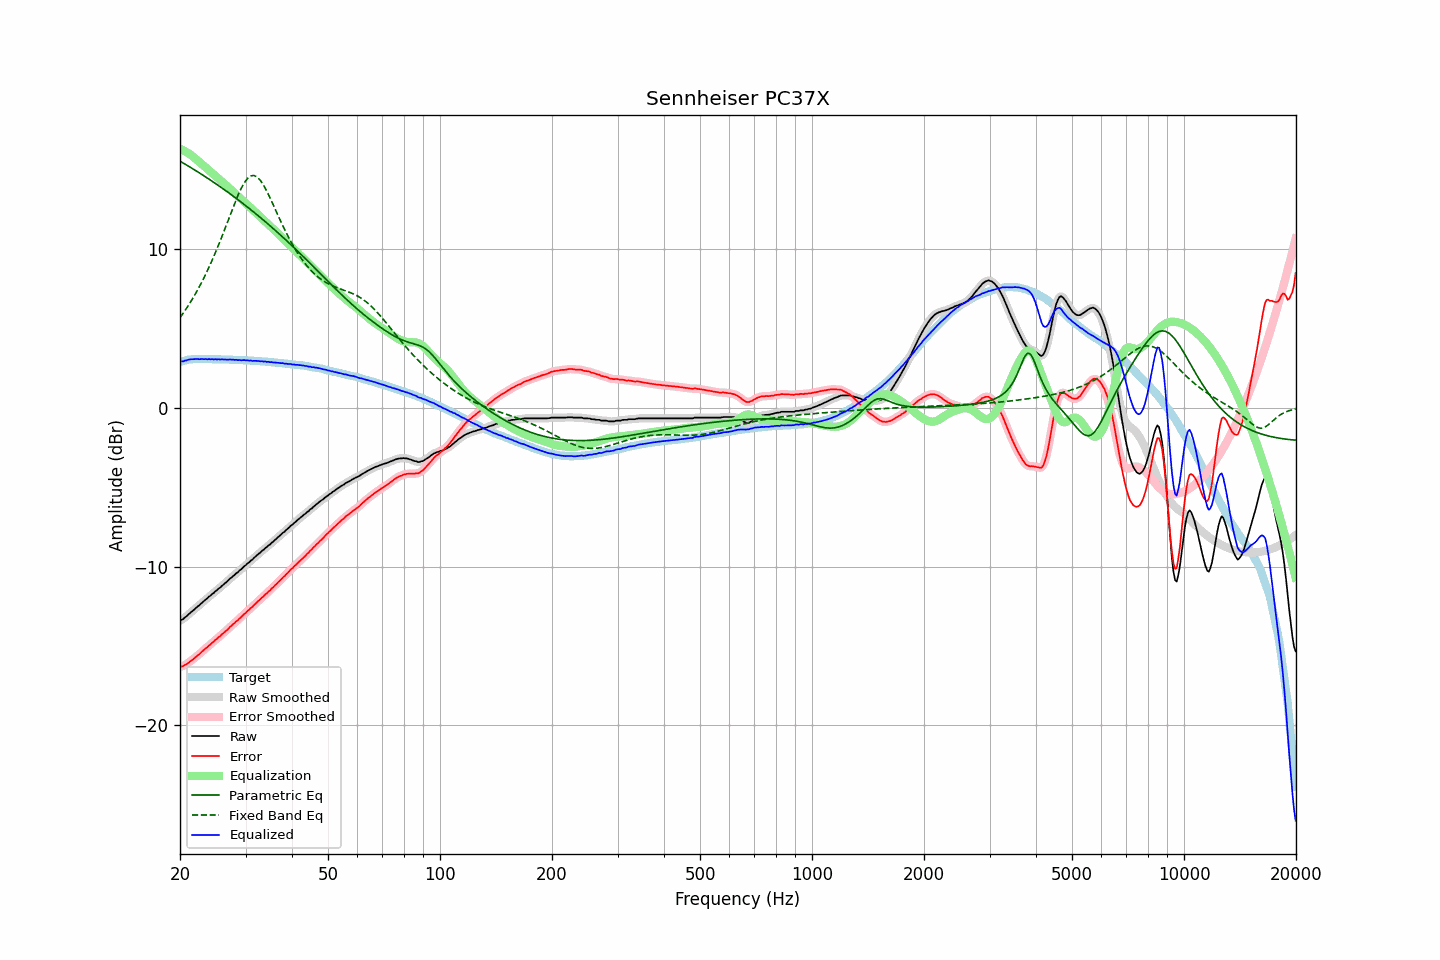 Sennheiser PC37X
Amplitude (dBr)
10
0
−10
−20
Target
Raw Smoothed
Error Smoothed
Raw
Error
Equalization
Parametric Eq
Fixed Band Eq
Equalized
20 50 100 200 500 1000 2000 5000 10000 20000
Frequency (Hz)